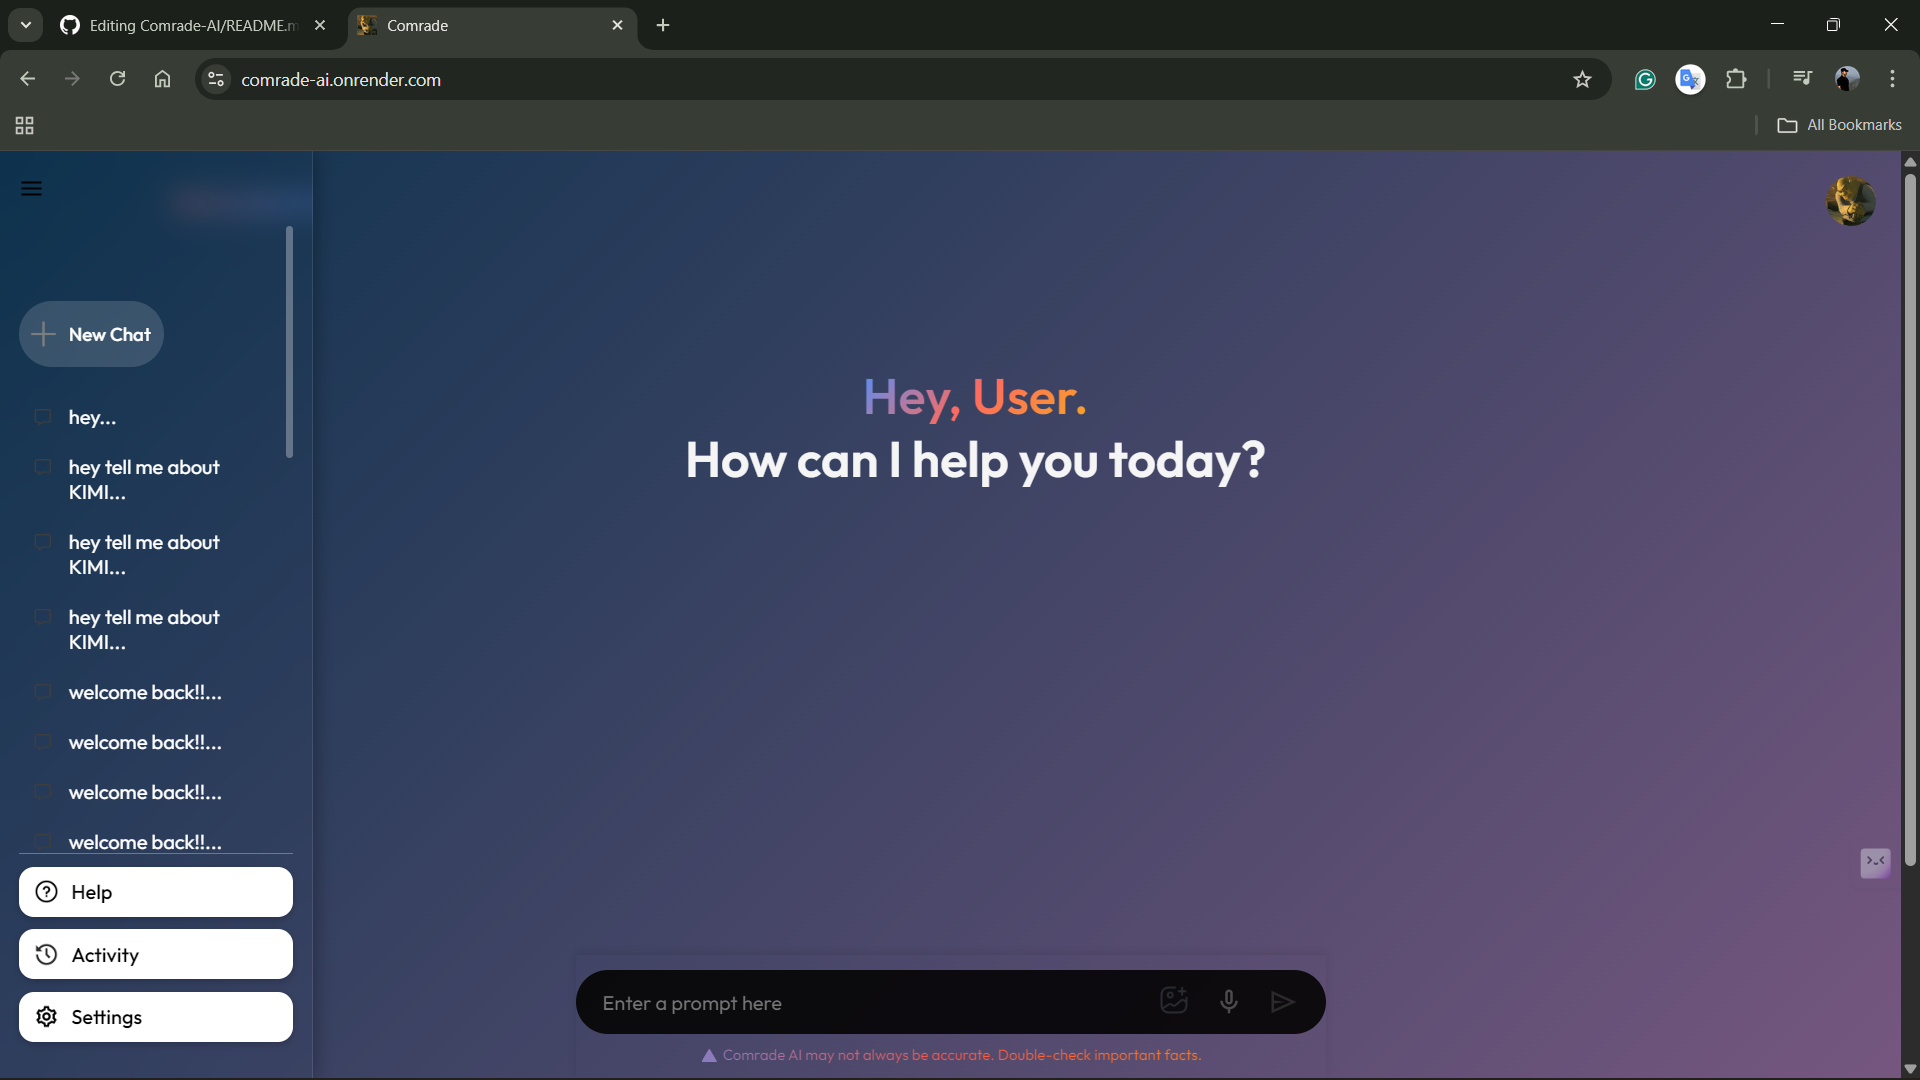 Editing Comrade-AI/README.m
Comrade
comrade-ai.onrender.com
All Bookmarks
New Chat
hey...
hey tell me about
KIMI...
hey tell me about
KIMI...
hey tell me about
KIMI...
welcome back!!...
welcome back!!...
welcome back!!...
welcome back!!...
Help
Activity
Settings
Hey, User.
How can I help you today?
Enter a prompt here
Comrade AI may not always be accurate. Double-check important facts.